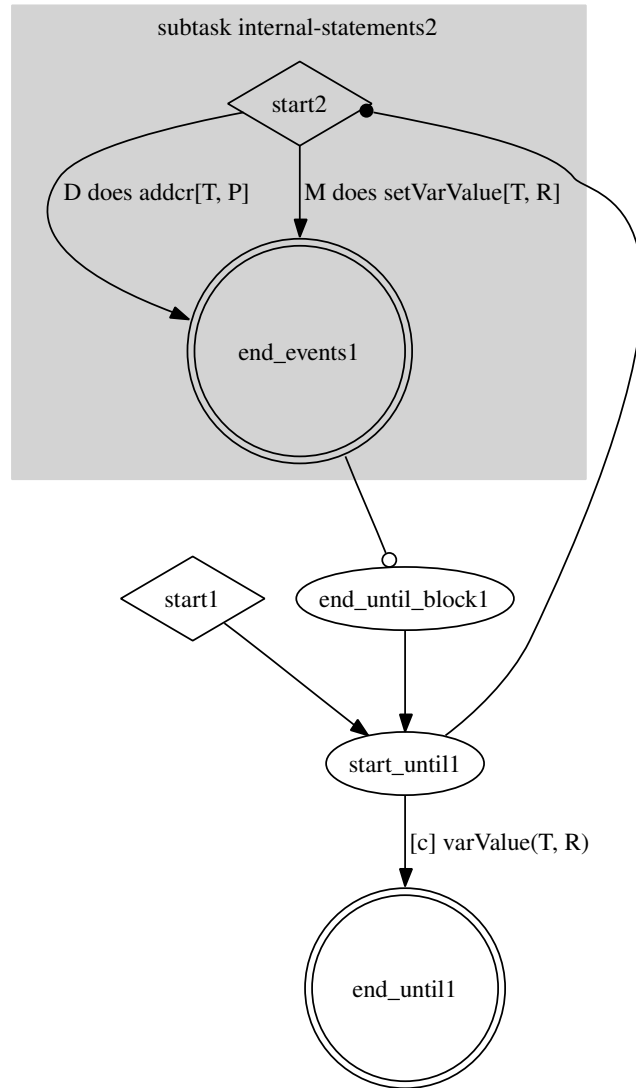 subtask internal-statements2
start2
D does addcr[T, P]
M does setVarValue[T, R]
end_events1
start1
end_until_block1
start_until1
[c] varValue(T, R)
end_until1